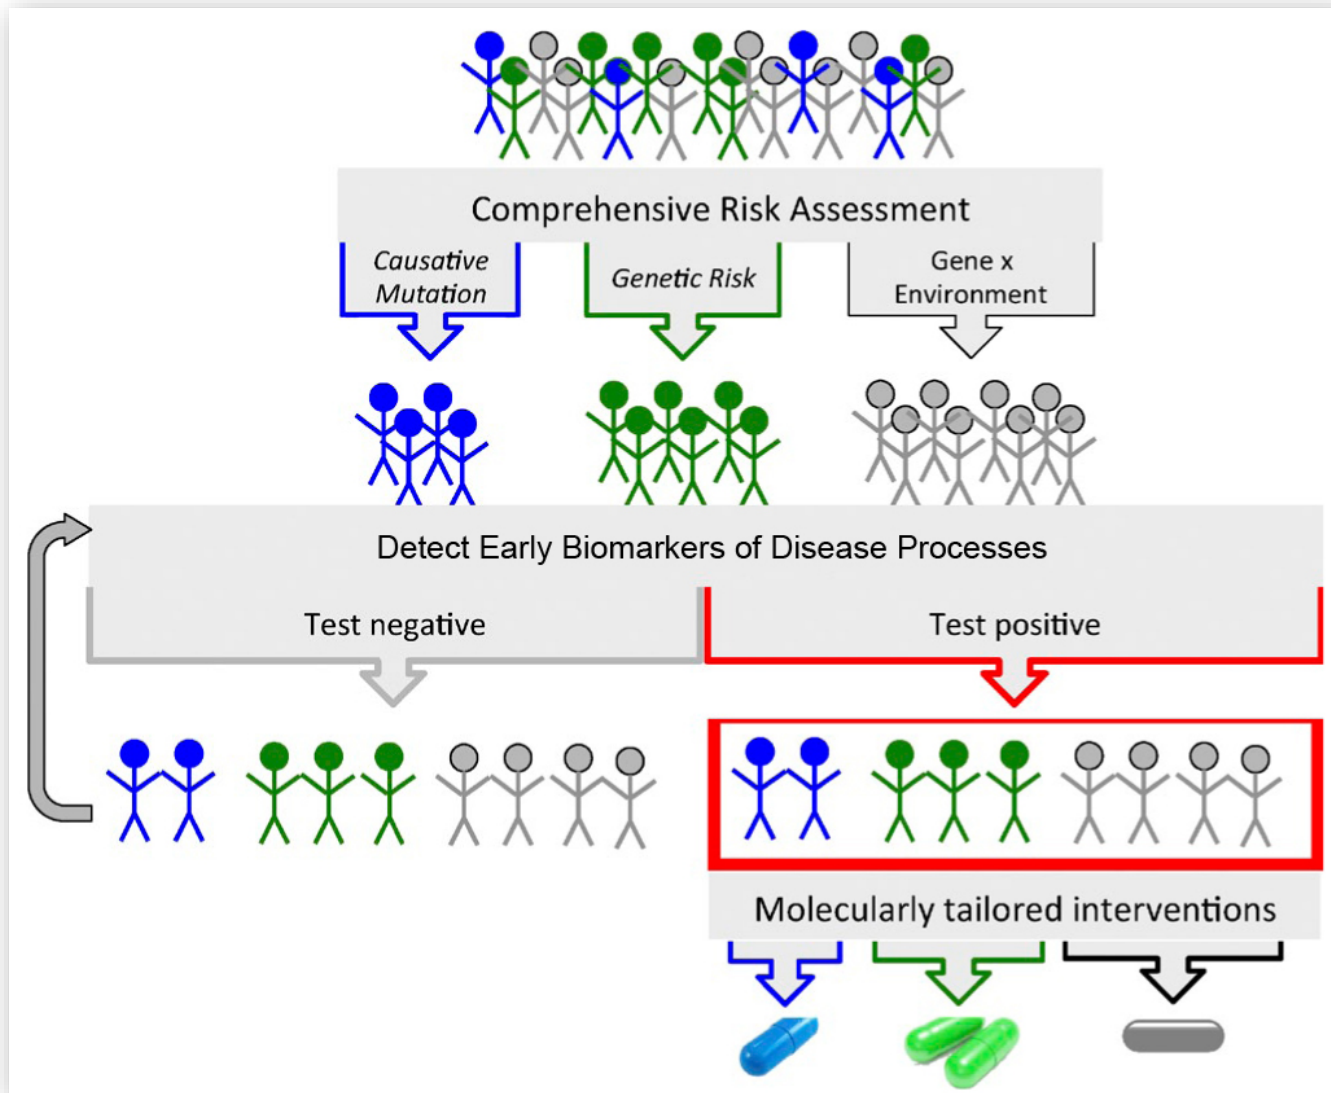 Comprehensive Risk Assessment
Causative
Mutation
Genetic Risk
Gene x
Environment
Detect Early Biomarkers of Disease Processes
Test negative
Test positive
Molecularly tailored interventions